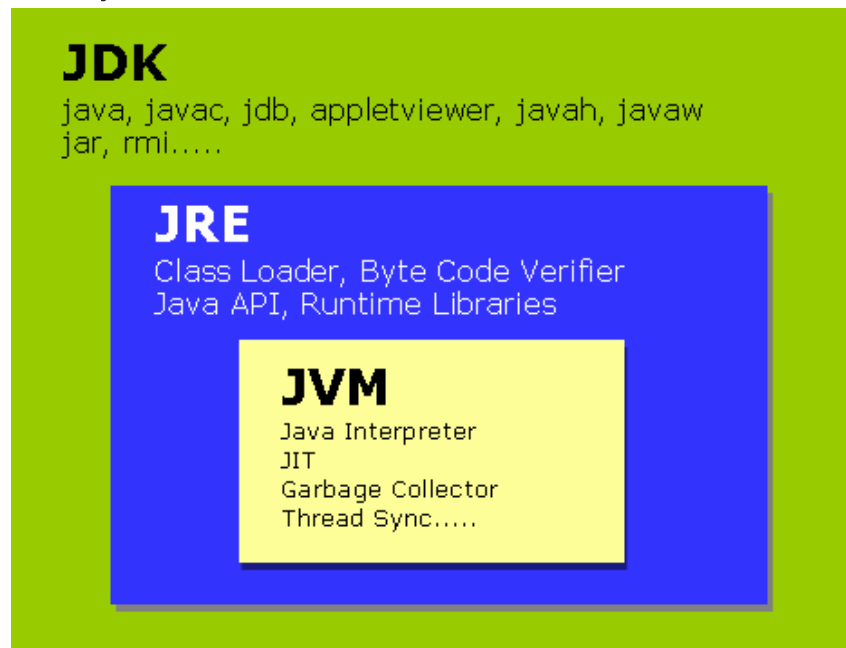 JDK
java, javac, jdb, appletviewer, javah, javaw
jar, rmi.....
JRE
Class Loader, Byte Code Verifier
Java API, Runtime Libraries
JVM
Java Interpreter
JIT
Garbage Collector
Thread Sync.....